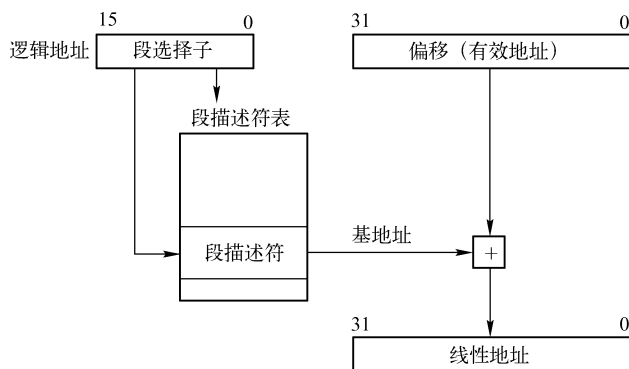 15 0
31 0
逻辑地址 段选择子
偏移（有效地址）
段描述符表
段描述符
基地址
+
31 0
线性地址